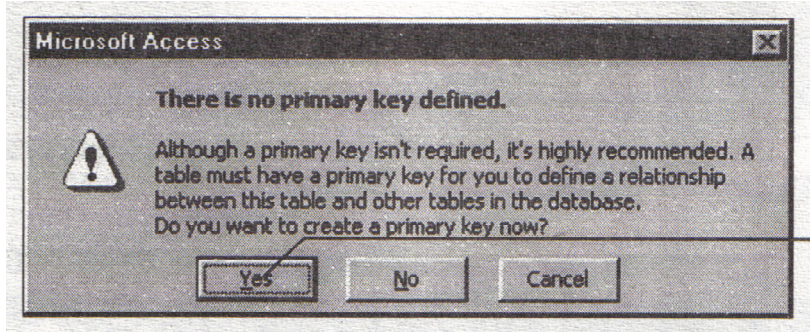 Microsoft Access
There is no primary key defined.
Although a primary key isn't required, it's highly recommended. A
table must have a primary key for you to define a relationship
between this table and other tables in the database.
Do you want to create a primary key now?
Yes No Cancel